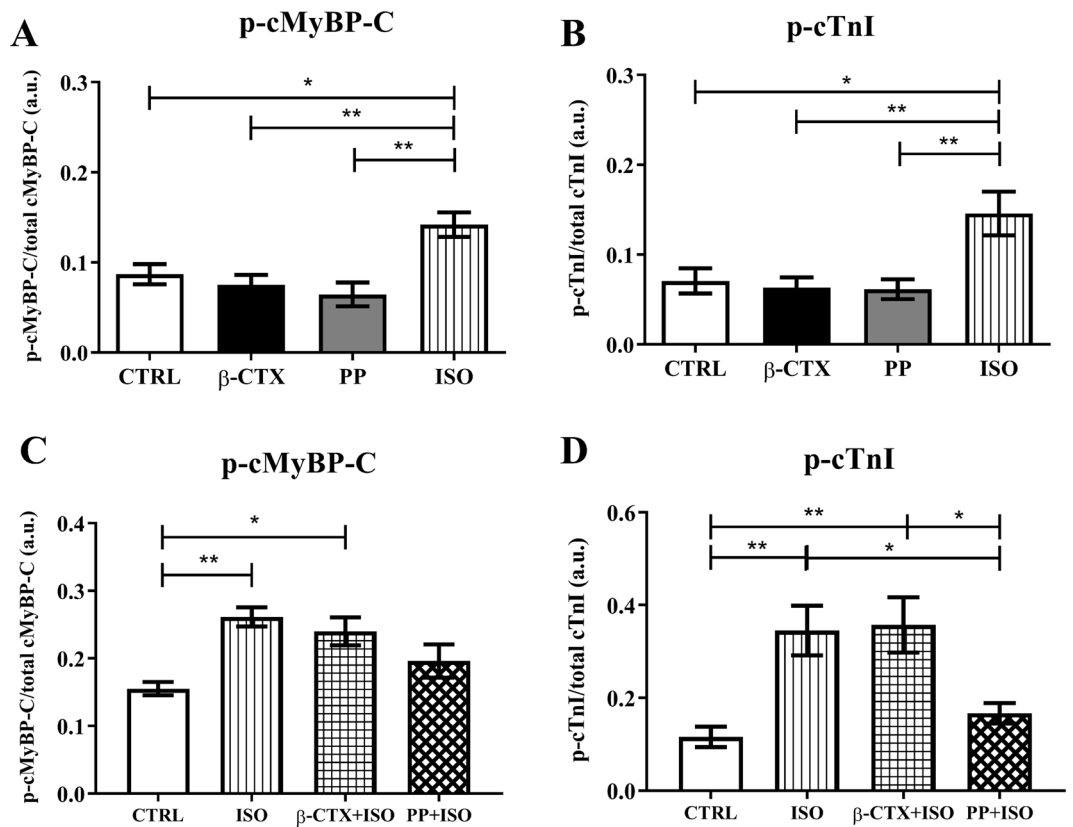 A
p-cMyBP-C
p-cMyBP-C/total cMyBP-C (a.u.)
0.3
0.2
0.1
0.0
*
**
**
CTRL β-CTX PP ISO
B
p-cTnI
p-cTnI/total cTnI (a.u.)
0.3
0.2
0.1
0.0
*
**
**
CTRL β-CTX PP ISO
C
p-cMyBP-C
p-cMyBP-C/total cMyBP-C (a.u.)
0.4
0.3
0.2
0.1
0.0
*
**
CTRL ISO β-CTX+ISO PP+ISO
D
p-cTnI
p-cTnI/total cTnI (a.u.)
0.6
0.4
0.2
0.0
** *
** *
CTRL ISO β-CTX+ISO PP+ISO